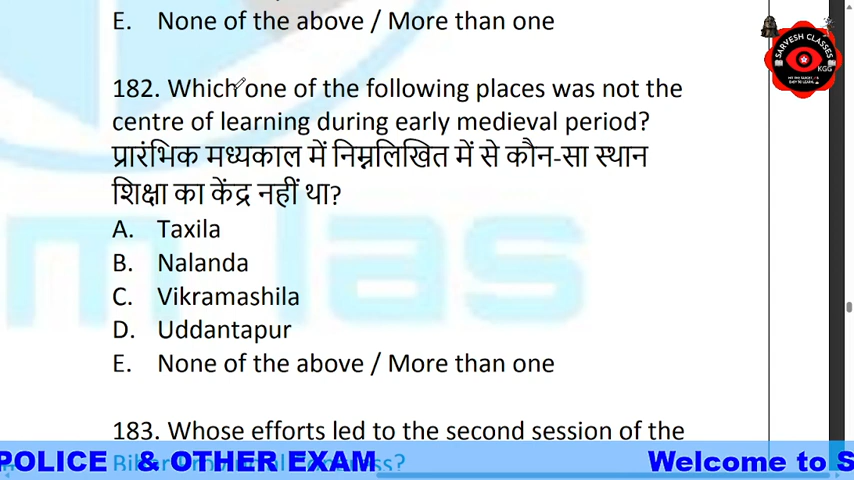 E. None of the above / More than one
SARVESH CLASSES
KGG
182. Which one of the following places was not the
centre of learning during early medieval period?
प्रारंभिक मध्यकाल में निम्नलिखित में से कौन-सा स्थान
शिक्षा का केंद्र नहीं था?
A. Taxila
B. Nalanda
C. Vikramashila
D. Uddantapur
E. None of the above / More than one
m Ias
183. Whose efforts led to the second session of the
POLICE & OTHER EXAM Welcome to S